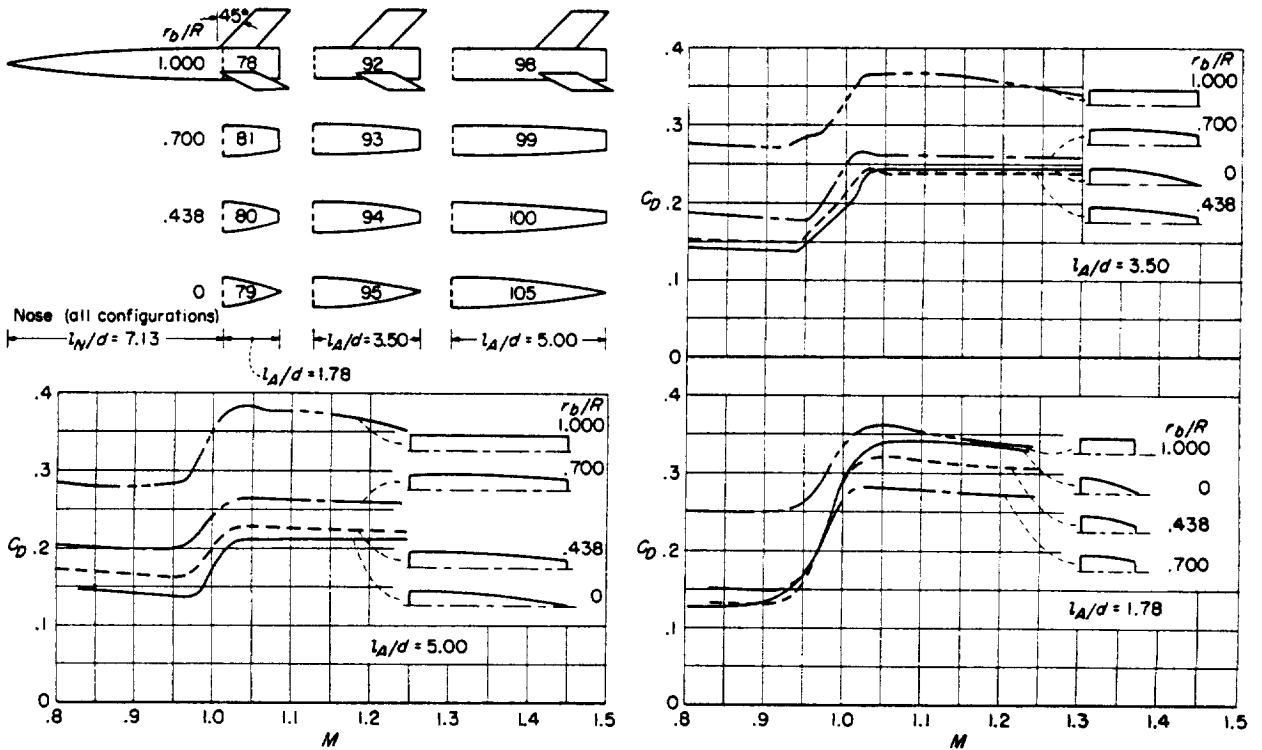 r_b/R
45°
1.000 78 92 98
.700 81 93 99
.438 80 94 100
0 79 95 105
Nose (all configurations)
l_N/d = 7.13 l_A/d=3.50 l_A/d=5.00
l_A/d=1.78
.4
.3
C_D .2
.1
0
.8 .9 1.0 1.1 1.2 1.3 1.4 1.5
M
r_b/R
1.000
.700
.438
0
l_A/d = 5.00
.4
.3
C_D .2
.1
0
r_b/R
1.000
.700
0
.438
l_A/d = 3.50
.4
.3
C_D .2
.1
0
.8 .9 1.0 1.1 1.2 1.3 1.4 1.5
M
r_b/R
1.000
0
.438
.700
l_A/d = 1.78